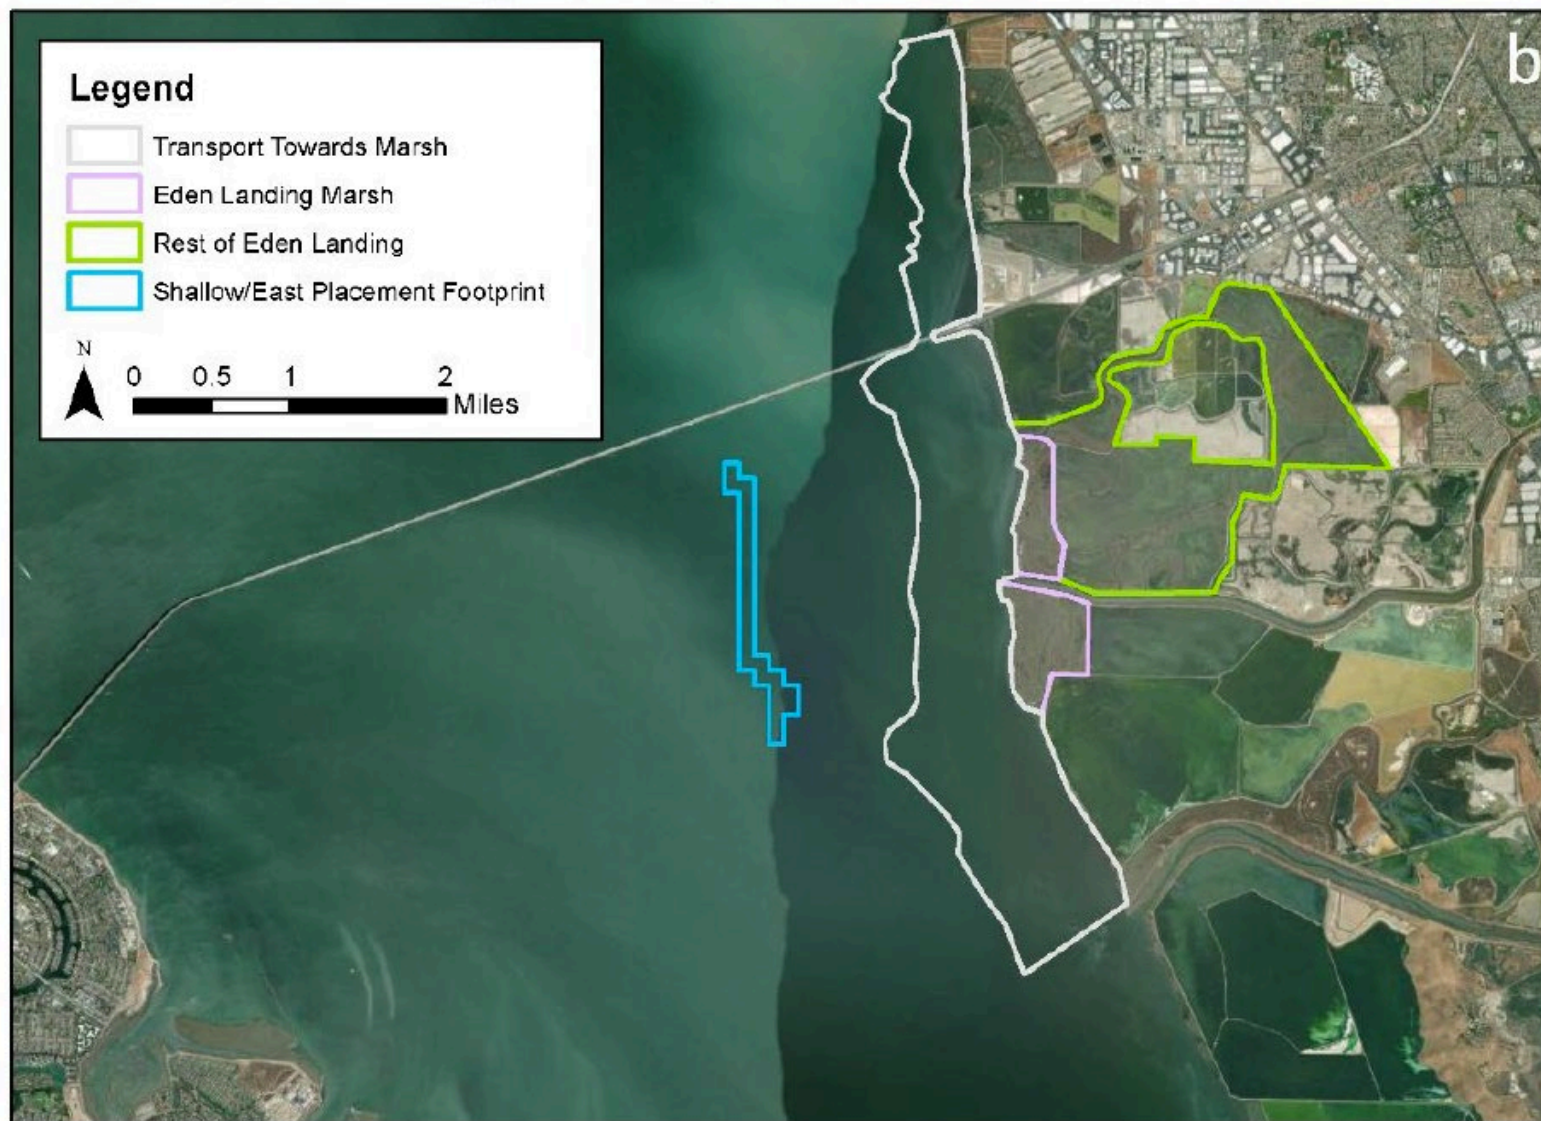 b
Legend
Transport Towards Marsh
Eden Landing Marsh
Rest of Eden Landing
Shallow/East Placement Footprint
N
0 0.5 1 2
Miles